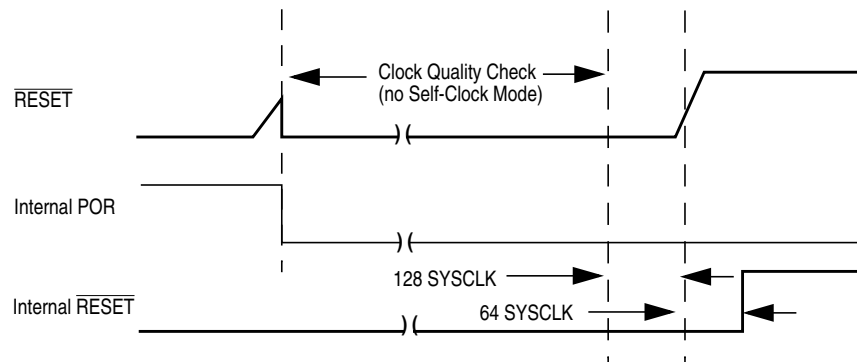 RESET
Clock Quality Check
(no Self-Clock Mode)
Internal POR
128 SYSCLK
Internal RESET
64 SYSCLK